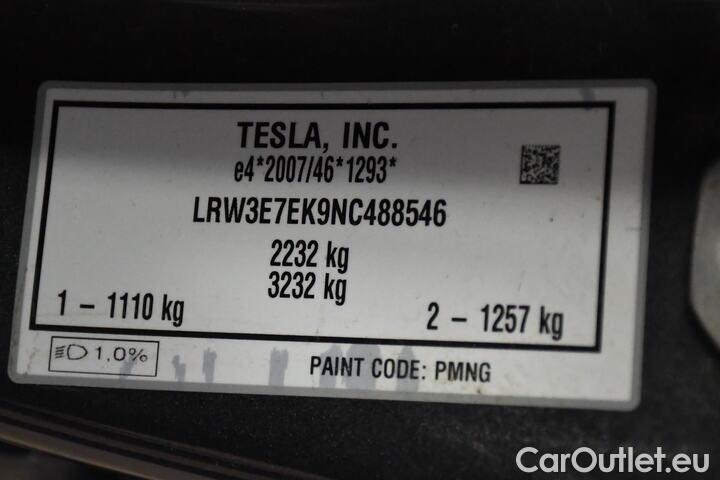 TESLA, INC.
e4*2007/46*1293*
LRW3E7EK9NC488546
2232 kg
3232 kg
1 – 1110 kg
2 – 1257 kg
1.0%
PAINT CODE: PMNG
CarOutlet.eu